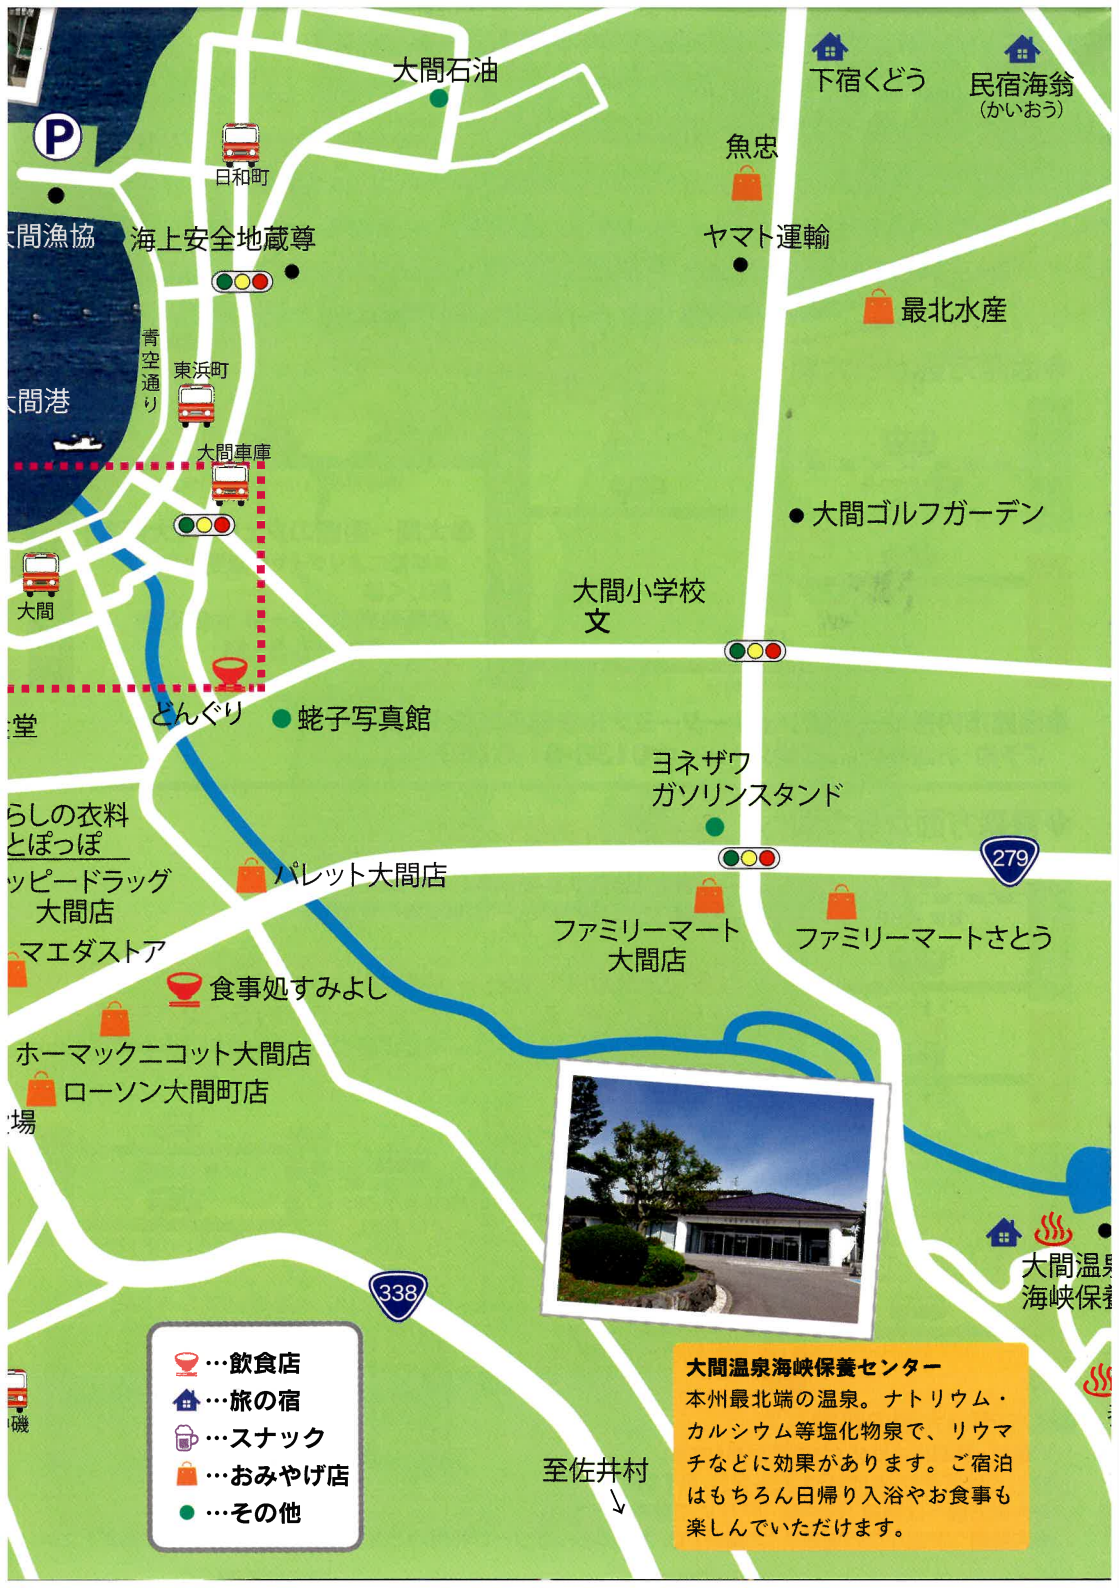 大間石油
下宿くどう
民宿海翁
(かいおう)
P
日和町
魚忠
間漁協
海上安全地蔵尊
ヤマト運輸
最北水産
青空通り
東浜町
間港
大間車庫
大間ゴルフガーデン
大間
大間小学校
文
どんぐり
蛯子写真館
堂
ヨネザワ
ガソリンスタンド
らしの衣料
とぽっぽ
ッピードラッグ
大間店
パレット大間店
279
ファミリーマート
大間店
ファミリーマートさとう
マエダストア
食事処すみよし
ホーマックニコット大間店
ローソン大間町店
場
大間温泉
海峡保養
338
…飲食店
…旅の宿
…スナック
…おみやげ店
…その他
磯
至佐井村
大間温泉海峡保養センター
本州最北端の温泉。ナトリウム・
カルシウム等塩化物泉で、リウマ
チなどに効果があります。ご宿泊
はもちろん日帰り入浴やお食事も
楽しんでいただけます。